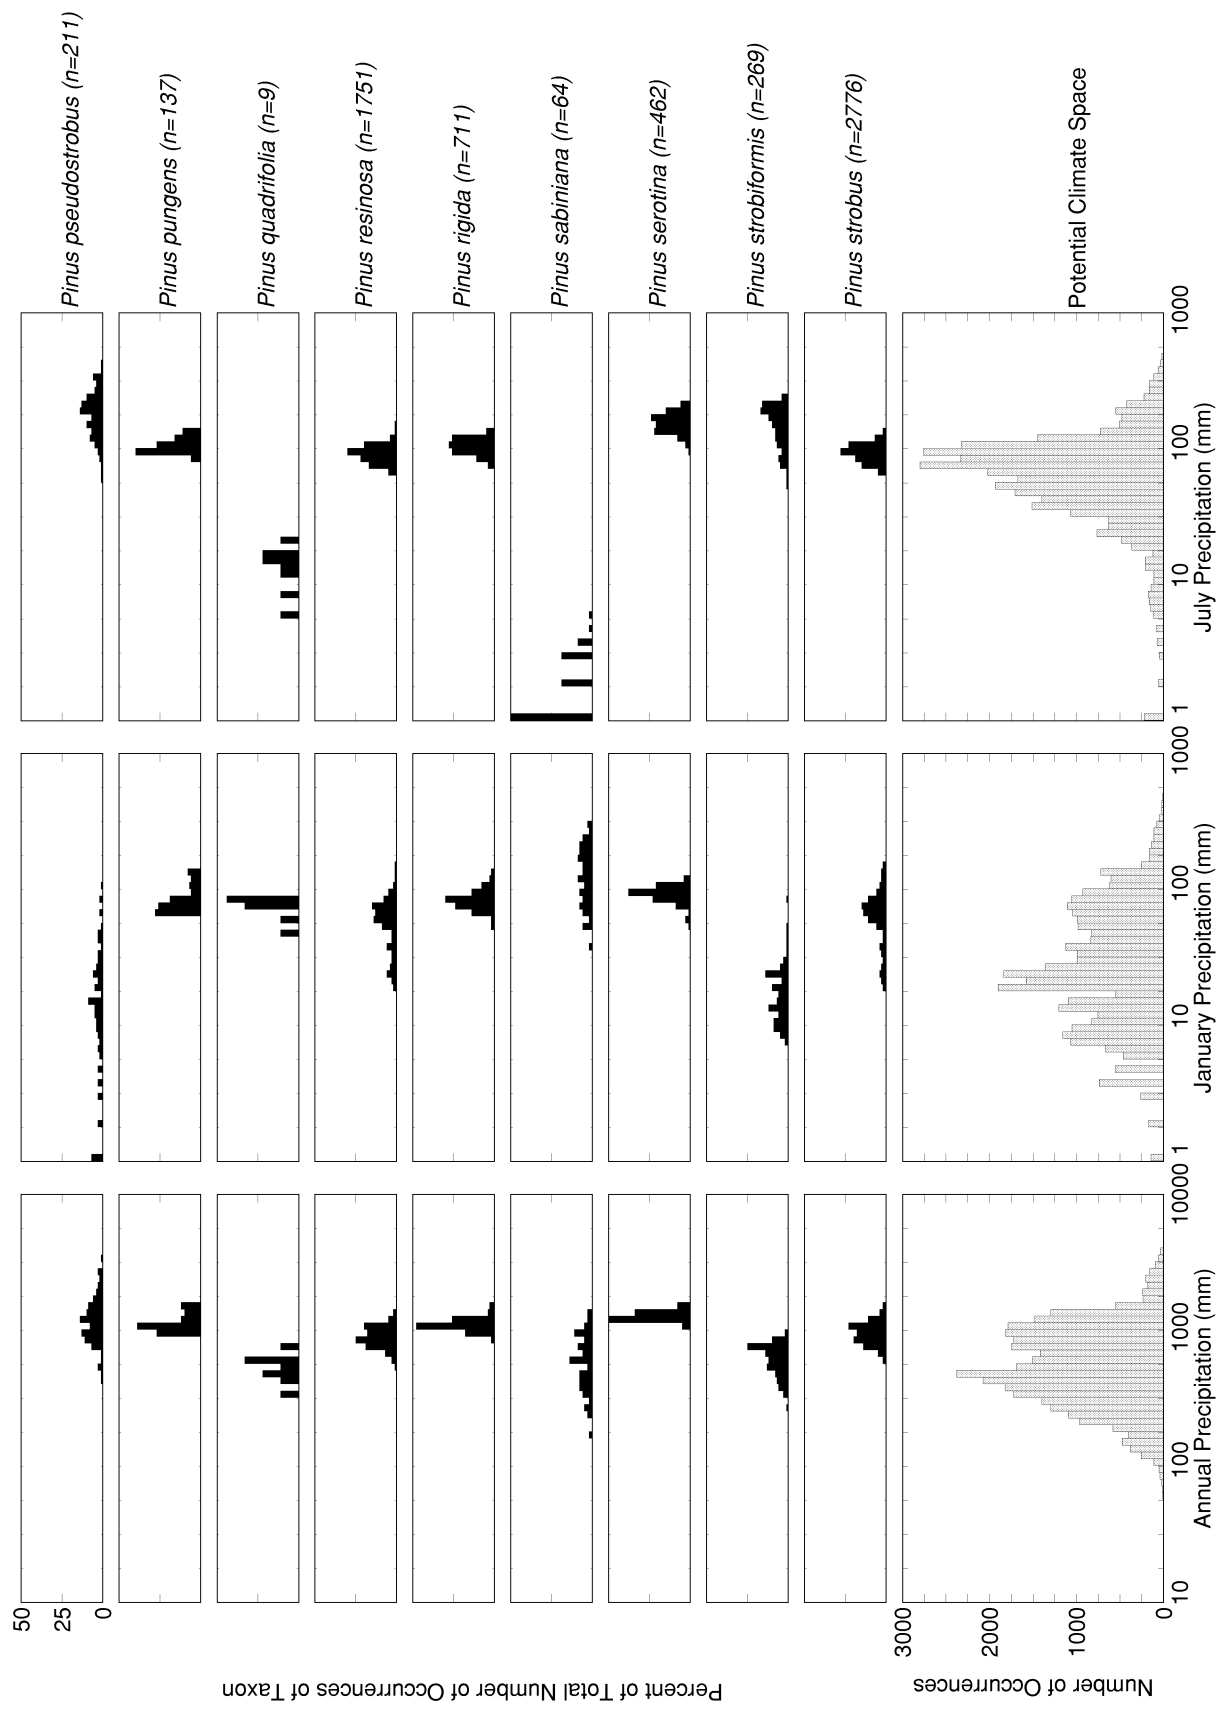 50
25
0
Percent of Total Number of Occurrences of Taxon
Pinus pseudostrobus (n=211)
Pinus pungens (n=137)
Pinus quadrifolia (n=9)
Pinus resinosa (n=1751)
Pinus rigida (n=711)
Pinus sabiniana (n=64)
Pinus serotina (n=462)
Pinus strobiformis (n=269)
Pinus strobus (n=2776)
Potential Climate Space
3000
2000
1000
0
Number of Occurrences
10 100 1000 10000
Annual Precipitation (mm)
1 10 100 1000
January Precipitation (mm)
1 10 100 1000
July Precipitation (mm)